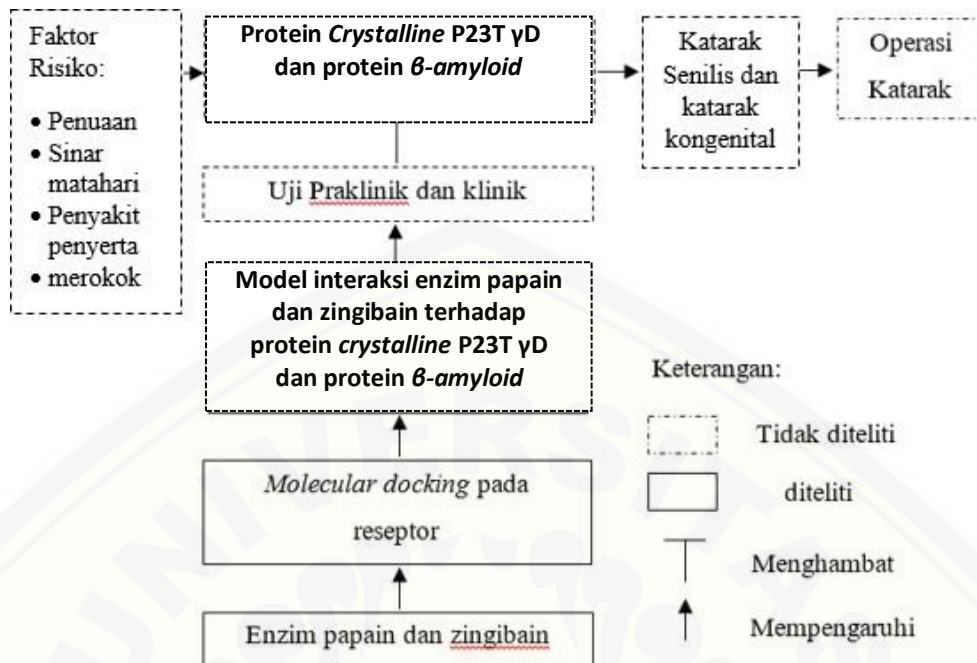 Faktor
Risiko:
• Penuaan
• Sinar
matahari
• Penyakit
penyerta
• merokok
Protein Crystalline P23T γD
dan protein β-amyloid
Katarak
Senilis dan
katarak
kongenital
Operasi
Katarak
Uji Praklinik dan klinik
Model interaksi enzim papain
dan zingibain terhadap
protein crystalline P23T γD
dan protein β-amyloid
Molecular docking pada
reseptor
Enzim papain dan zingibain
Keterangan:
Tidak diteliti
diteliti
Menghambat
Mempengaruhi
UNIVERSITA